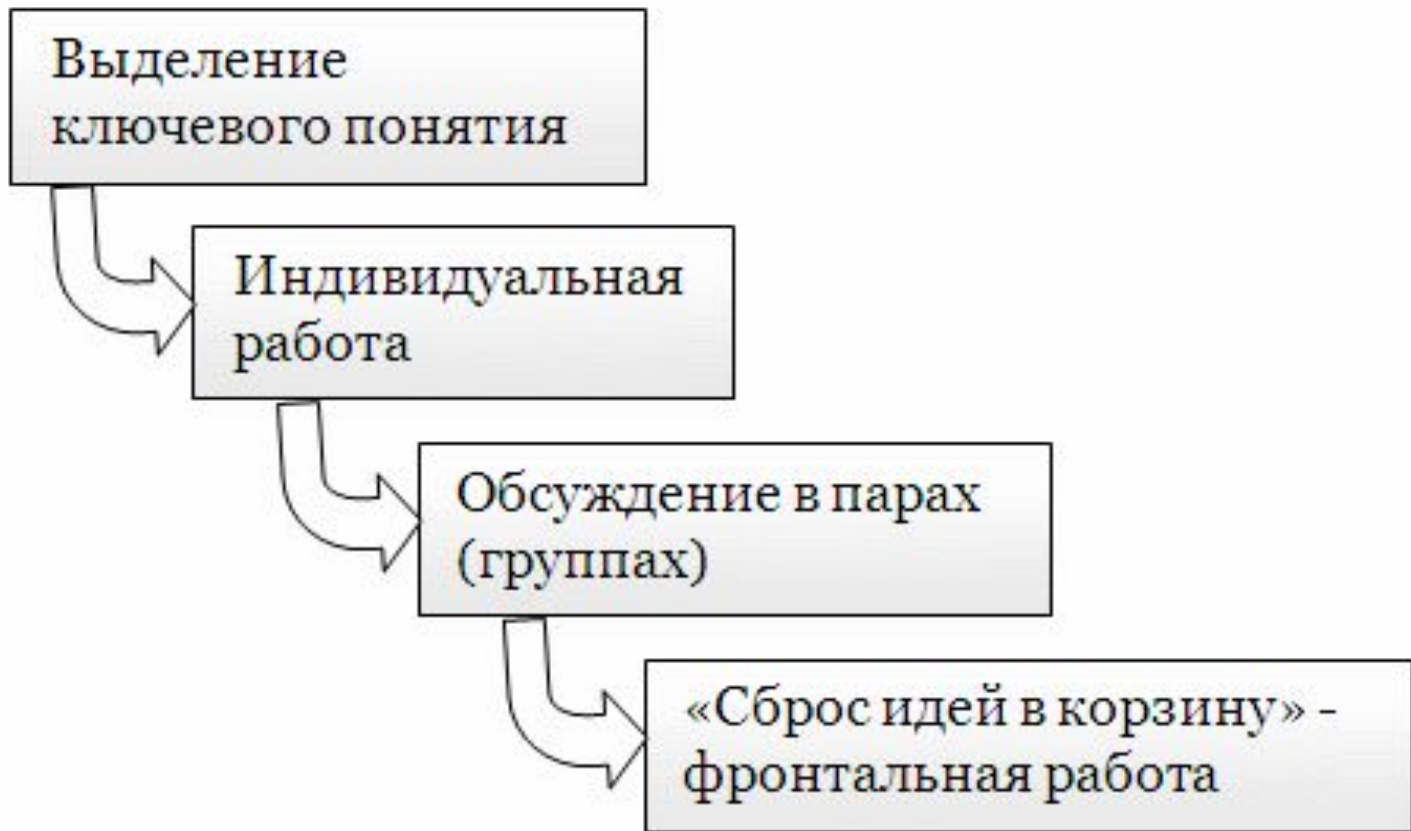 Выделение
ключевого понятия
Индивидуальная
работа
Обсуждение в парах
(группах)
«Сброс идей в корзину» -
фронтальная работа